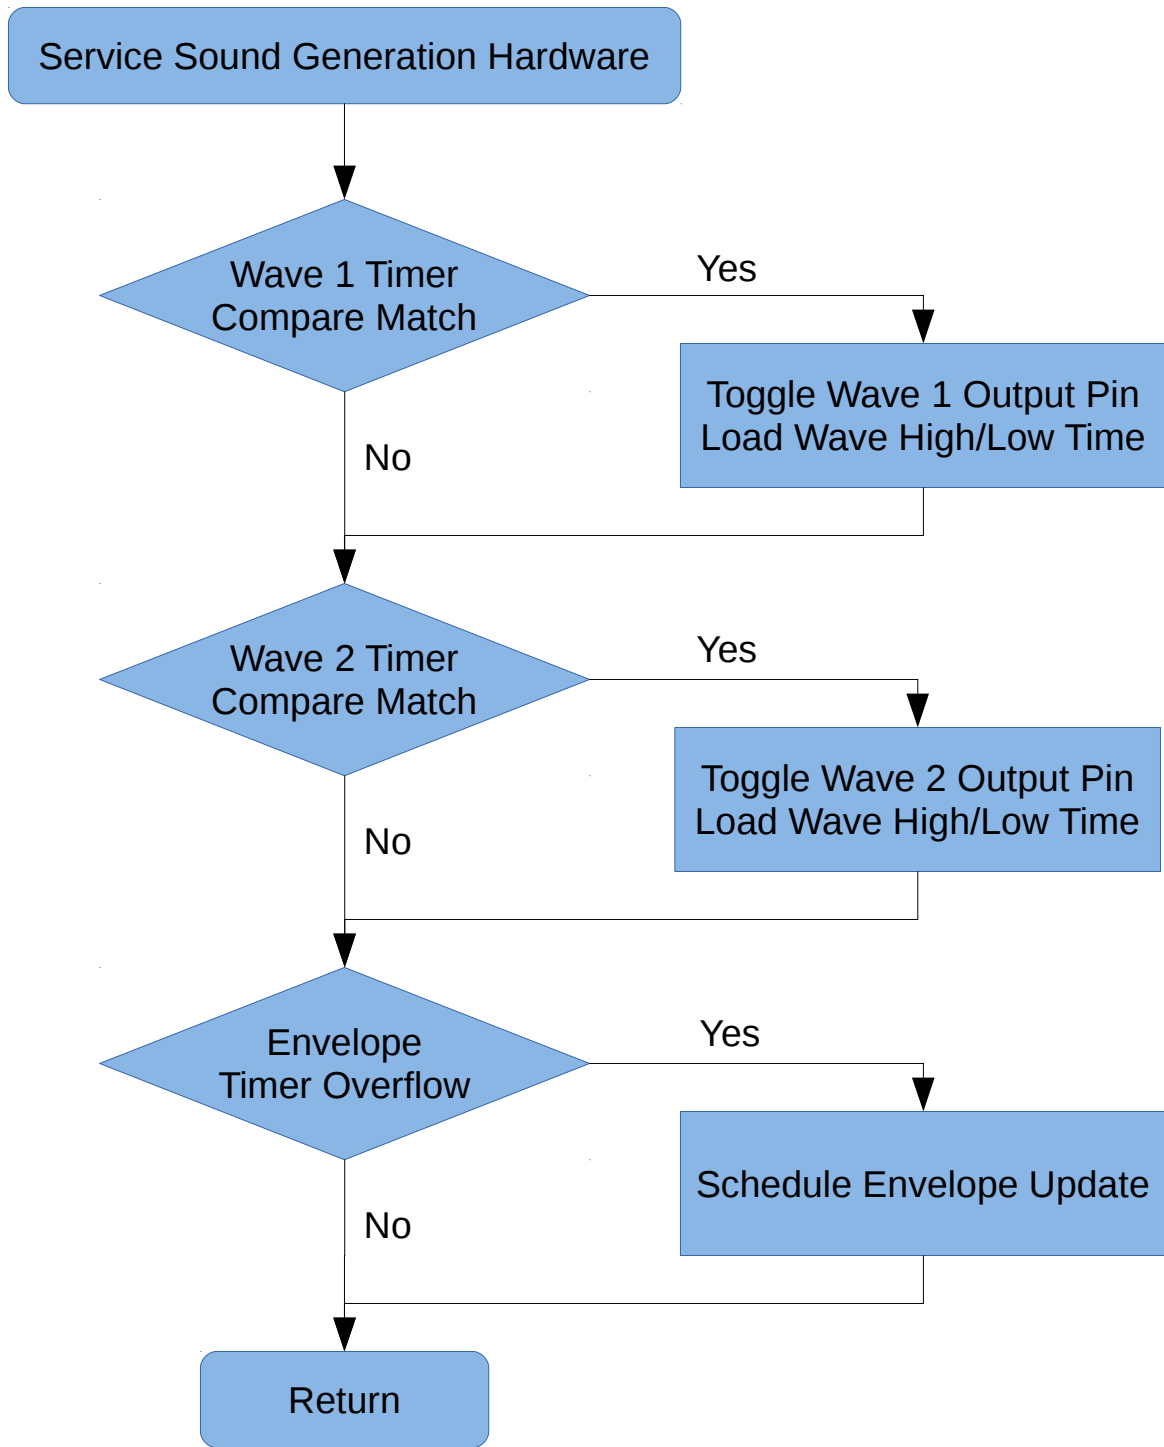 Service Sound Generation Hardware
Wave 1 Timer
Compare Match
Yes
Toggle Wave 1 Output Pin
Load Wave High/Low Time
No
Wave 2 Timer
Compare Match
Yes
Toggle Wave 2 Output Pin
Load Wave High/Low Time
No
Envelope
Timer Overflow
Yes
Schedule Envelope Update
No
Return